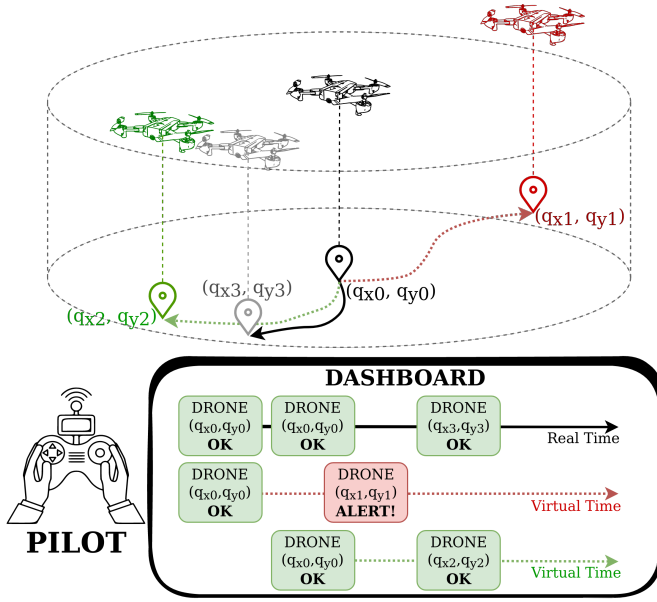 (qx1, qy1)
(qx3, qy3)
(qx0, qy0)
(qx2, qy2)
DASHBOARD
DRONE
(qx0,qy0)
OK
DRONE
(qx0,qy0)
OK
DRONE
(qx3,qy3)
OK
Real Time
DRONE
(qx0,qy0)
OK
DRONE
(qx1,qy1)
ALERT!
Virtual Time
DRONE
(qx0,qy0)
OK
DRONE
(qx2,qy2)
OK
Virtual Time
PILOT